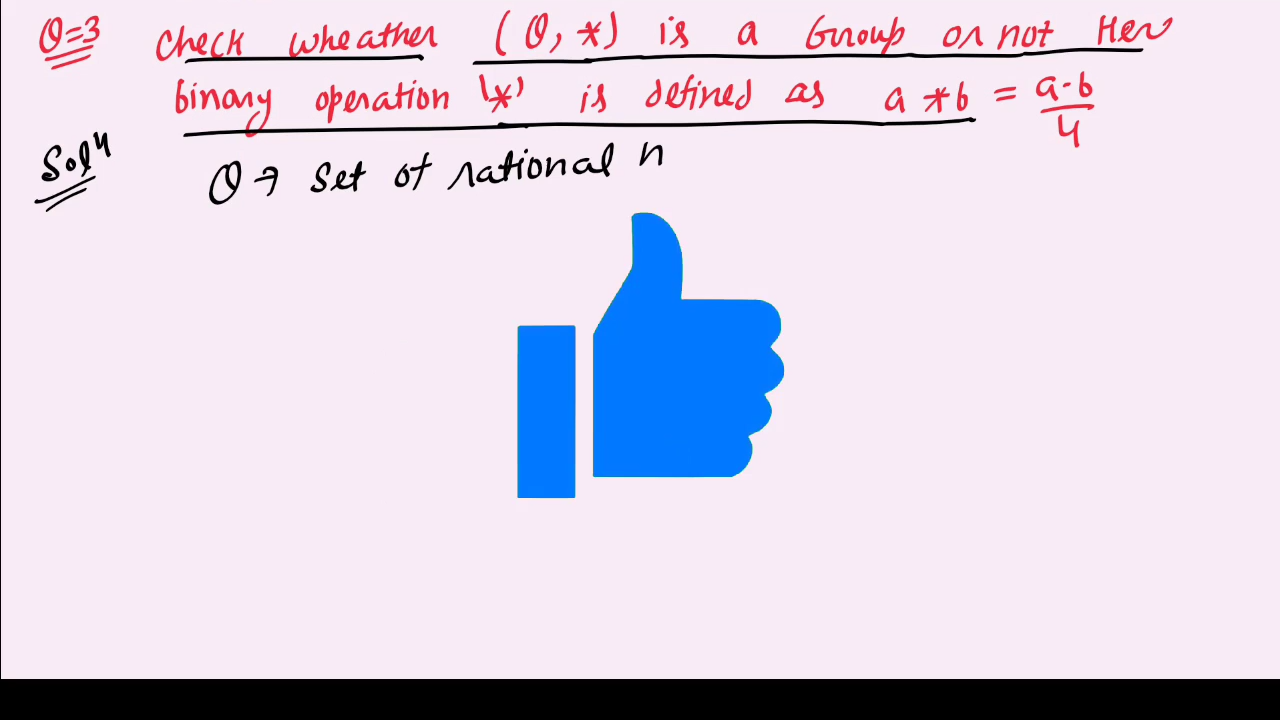 Q=3 Check wheather (Q, *) is a Group or not Her
binary operation '*' is defined as a * b = a·b/4
Solⁿ Q → Set of rational n